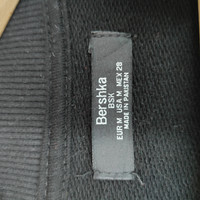 Bershka
BSK
EUR M USA M MEX 28
MADE IN PAKISTAN